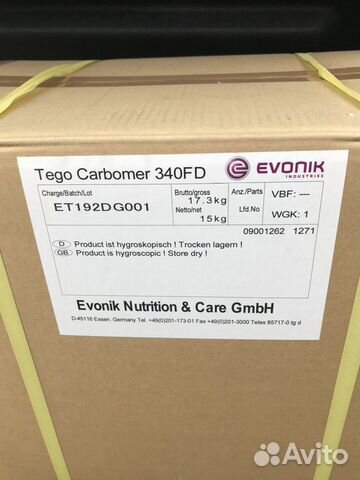 Tego Carbomer 340FD
EVONIK
INDUSTRIES
Charge/Batch/Lot
ET192DG001
Brutto/gross
17.3kg
Netto/net
15kg
Anz./Parts
Lfd.No
VBF: ---
WGK: 1
09001262 1271
D Product ist hygroskopisch ! Trocken lagern !
GB Product is hygroscopic ! Store dry !
Evonik Nutrition & Care GmbH
D-45116 Essen. Germany Tel. +49(0)201-173-01 Fax +49(0)201-3000 Telex 85717-0 tg d
Avito